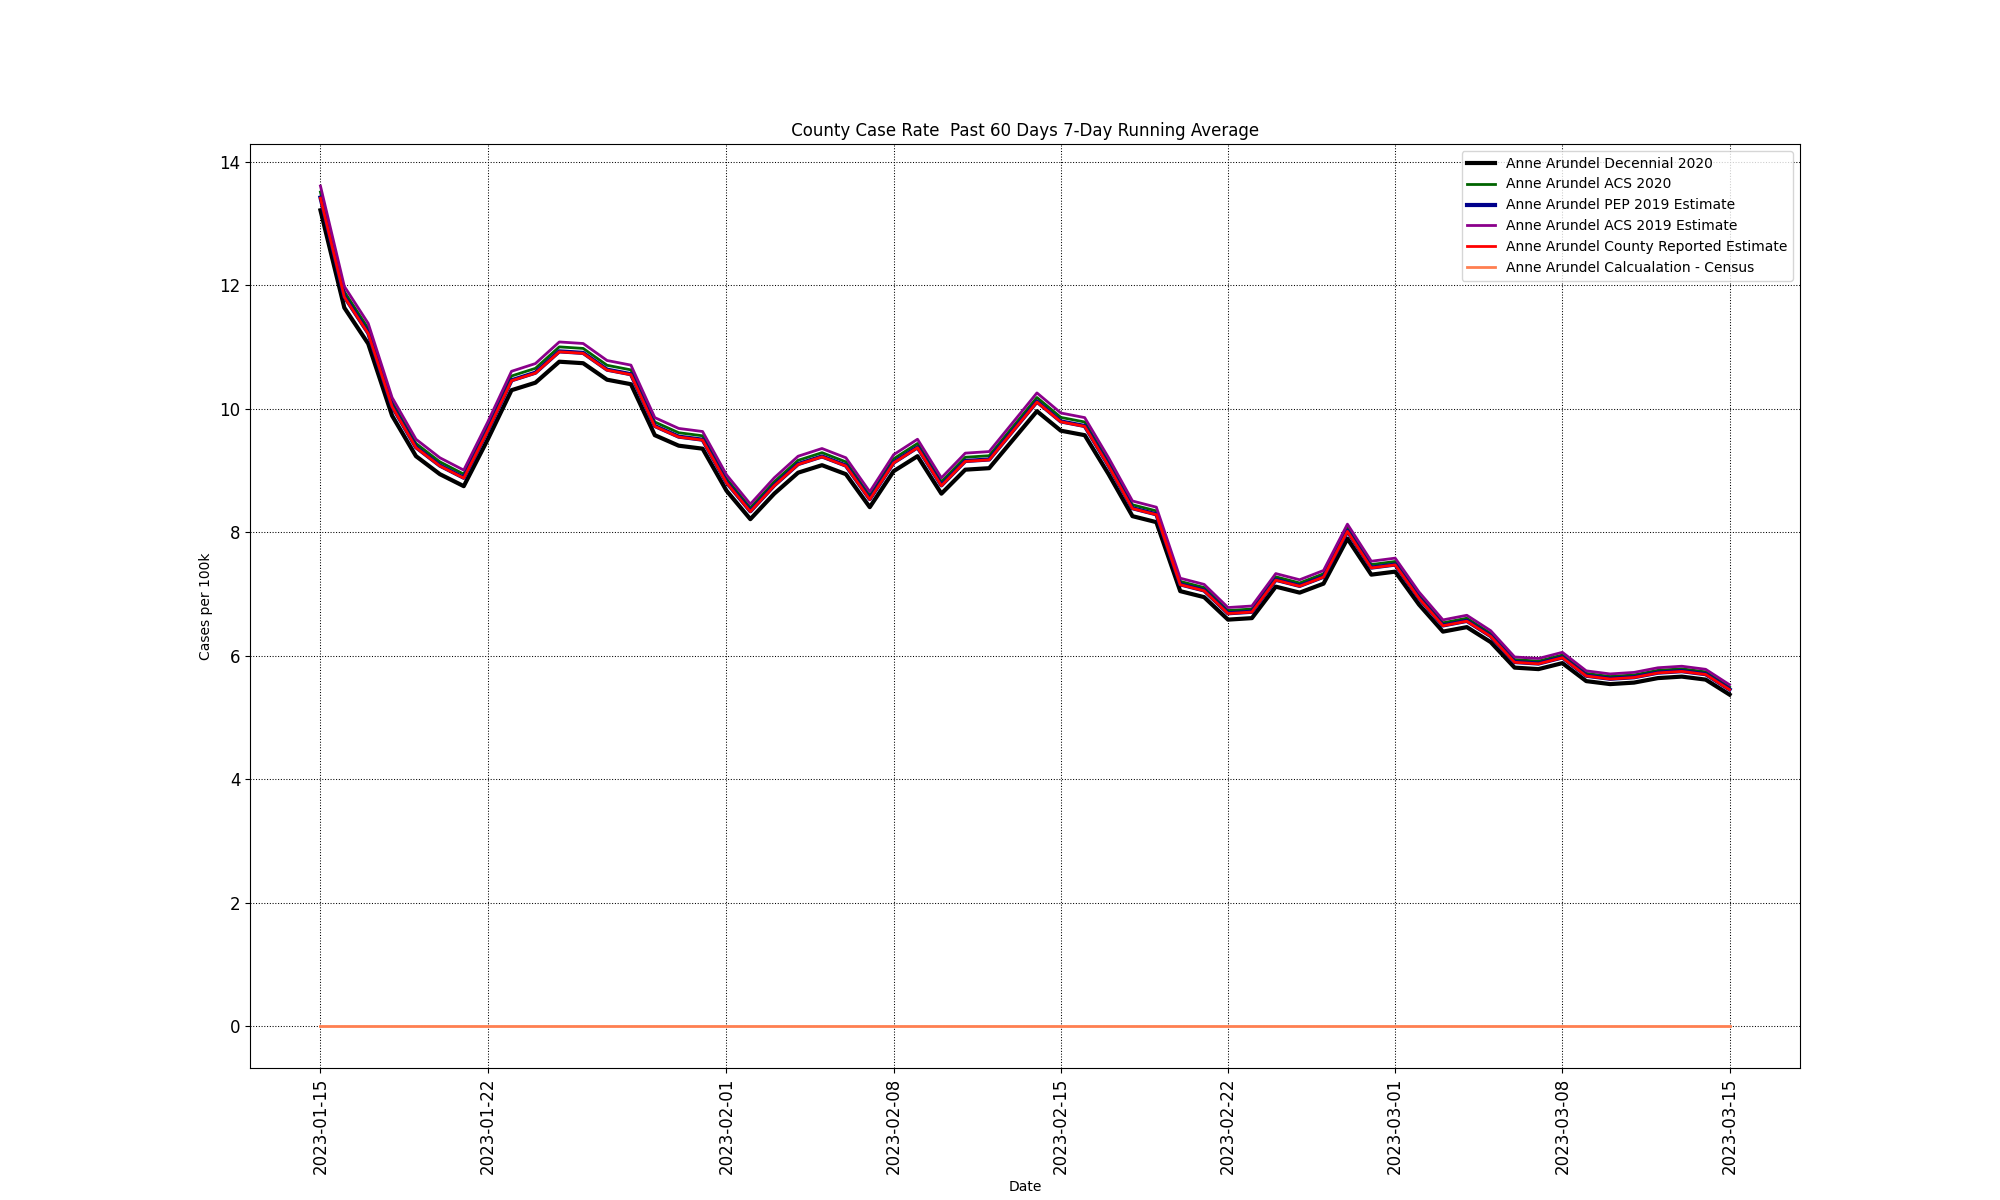 County Case Rate  Past 60 Days 7-Day Running Average
Anne Arundel Decennial 2020
Anne Arundel ACS 2020
Anne Arundel PEP 2019 Estimate
Anne Arundel ACS 2019 Estimate
Anne Arundel County Reported Estimate
Anne Arundel Calcualation - Census
14
12
10
8
6
4
2
0
Cases per 100k
2023-01-15
2023-01-22
2023-02-01
2023-02-08
2023-02-15
2023-02-22
2023-03-01
2023-03-08
2023-03-15
Date